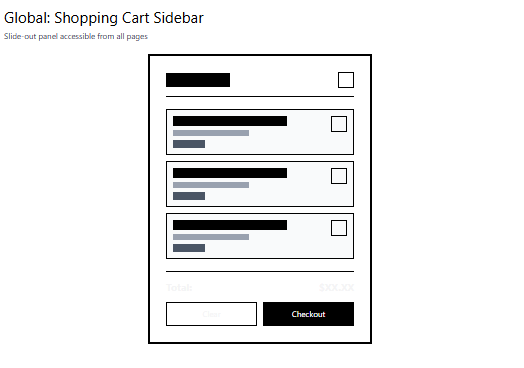 Global: Shopping Cart Sidebar
Slide-out panel accessible from all pages
Total: $XX.XX
Checkout